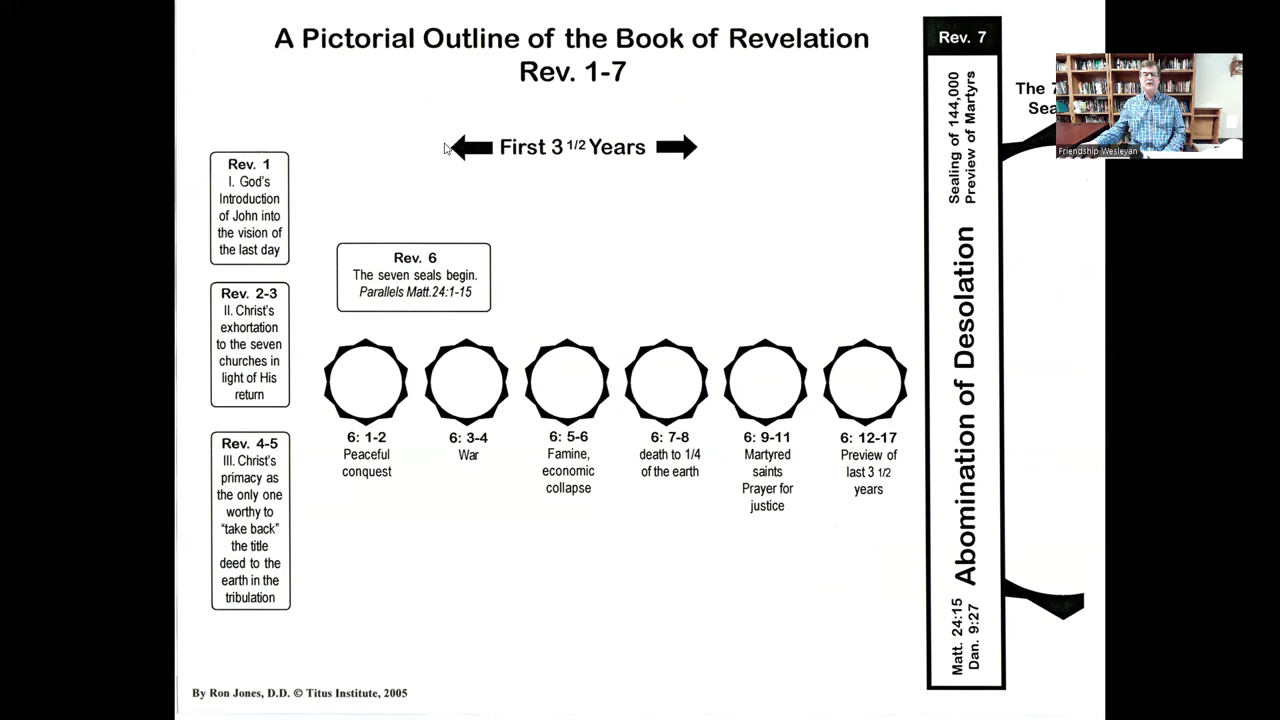 A Pictorial Outline of the Book of Revelation
Rev. 1-7
First 3 1/2 Years
Rev. 1
I. God's
Introduction
of John into
the vision of
the last day
Rev. 2-3
II. Christ's
exhortation
to the seven
churches in
light of His
return
Rev. 4-5
III. Christ's
primacy as
the only one
worthy to
"take back"
the title
deed to the
earth in the
tribulation
Rev. 6
The seven seals begin.
Parallels Matt.24:1-15
6: 1-2
Peaceful
conquest
6: 3-4
War
6: 5-6
Famine,
economic
collapse
6: 7-8
death to 1/4
of the earth
6: 9-11
Martyred
saints
Prayer for
justice
6: 12-17
Preview of
last 3 1/2
years
Rev. 7
Sealing of 144,000
Preview of Martyrs
Abomination of Desolation
Matt. 24:15
Dan. 9:27
The 7
Sea
Friendship Wesleyan
By Ron Jones, D.D. © Titus Institute, 2005